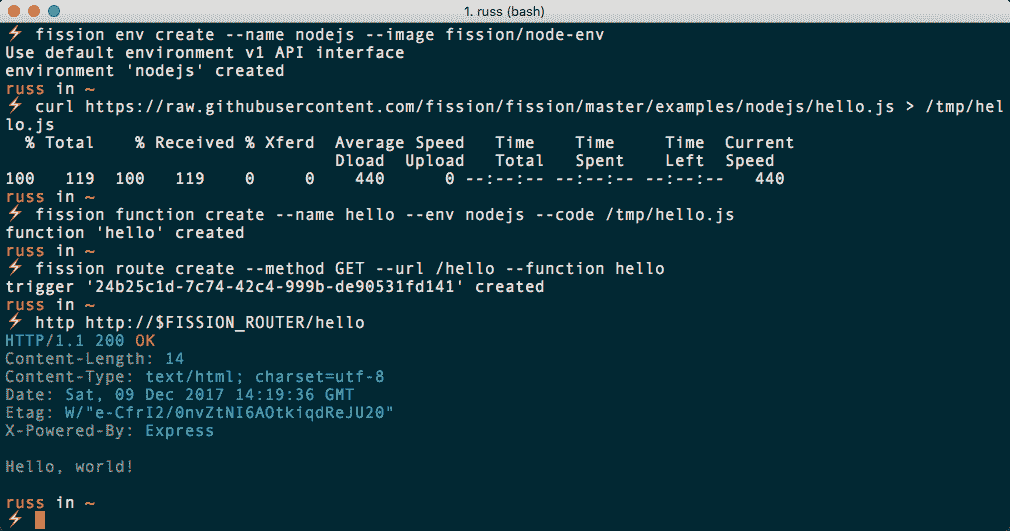 1. russ (bash)
⚡ fission env create --name nodejs --image fission/node-env
Use default environment v1 API interface
environment 'nodejs' created
russ in ~
⚡ curl https://raw.githubusercontent.com/fission/fission/master/examples/nodejs/hello.js > /tmp/hel
lo.js
% Total % Received % Xferd Average Speed Time Time Time Current
Dload Upload Total Spent Left Speed
100 119 100 119 0 0 440 0 --:--:-- --:--:-- --:--:-- 440
russ in ~
⚡ fission function create --name hello --env nodejs --code /tmp/hello.js
function 'hello' created
russ in ~
⚡ fission route create --method GET --url /hello --function hello
trigger '24b25c1d-7c74-42c4-999b-de90531fd141' created
russ in ~
⚡ http http://$FISSION_ROUTER/hello
HTTP/1.1 200 OK
Content-Length: 14
Content-Type: text/html; charset=utf-8
Date: Sat, 09 Dec 2017 14:19:36 GMT
Etag: W/"e-CfrI2/0nvZtNI6AOtkiqdReJU20"
X-Powered-By: Express
Hello, world!
russ in ~
⚡